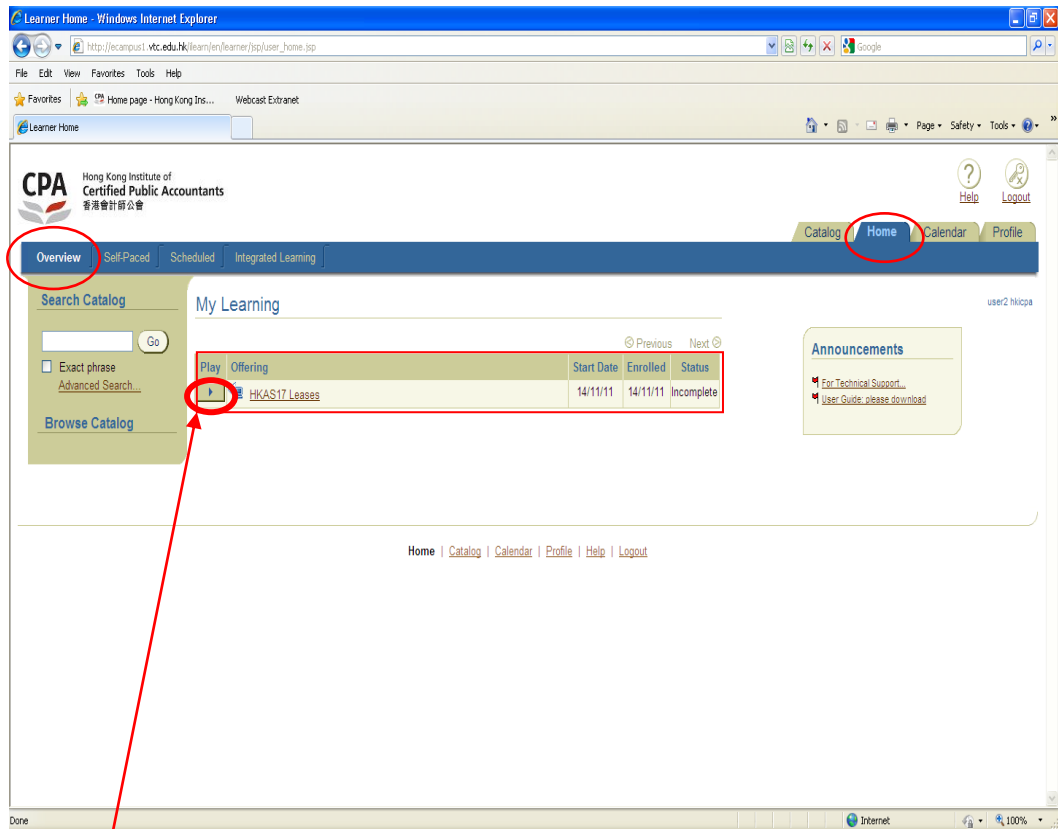 Learner Home - Windows Internet Explorer
http://ecampus1.vtc.edu.hk/ilearn/en/learner/jsp/user_home.jsp
Google
File Edit View Favorites Tools Help
Favorites Home page - Hong Kong Ins... Webcast Extranet
Learner Home
Page Safety Tools
CPA Hong Kong Institute of
Certified Public Accountants
香港會計師公會
Help Logout
Catalog Home Calendar Profile
Overview Self-Paced Scheduled Integrated Learning
Search Catalog
Go
Exact phrase
Advanced Search...
Browse Catalog
My Learning
user2 hkicpa
Previous Next
Play Offering Start Date Enrolled Status
HKAS17 Leases 14/11/11 14/11/11 Incomplete
Announcements
For Technical Support...
User Guide: please download
Home | Catalog | Calendar | Profile | Help | Logout
Done Internet 100%